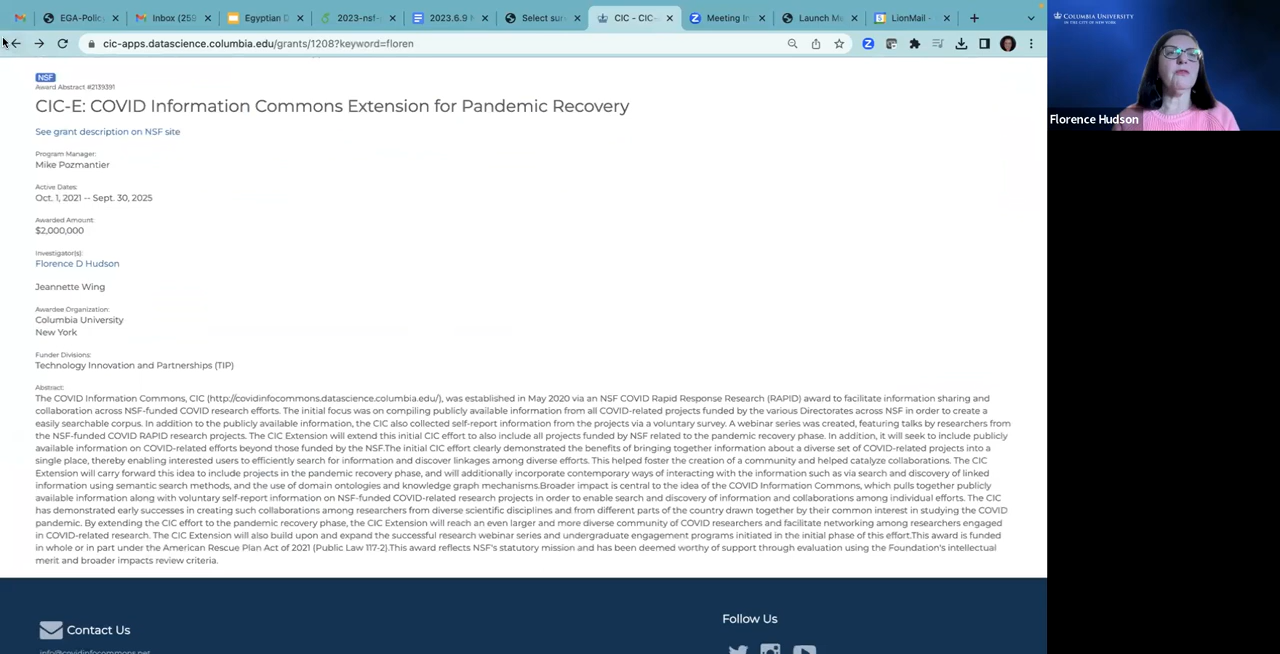 EGA-Policy
Inbox (259
Egyptian D
2023-nsf-
2023.6.9 N
Select sur
CIC - CIC-
Meeting In
Launch Me
LionMail -
cic-apps.datascience.columbia.edu/grants/1208?keyword=floren
COLUMBIA UNIVERSITY
IN THE CITY OF NEW YORK
Florence Hudson
NSF
Award Abstract #2139391
CIC-E: COVID Information Commons Extension for Pandemic Recovery
See grant description on NSF site
Program Manager:
Mike Pozmantier
Active Dates:
Oct. 1, 2021 -- Sept. 30, 2025
Awarded Amount:
$2,000,000
Investigator(s):
Florence D Hudson
Jeannette Wing
Awardee Organization:
Columbia University
New York
Funder Divisions:
Technology Innovation and Partnerships (TIP)
Abstract:
The COVID Information Commons, CIC (http://covidinfocommons.datascience.columbia.edu/), was established in May 2020 via an NSF COVID Rapid Response Research (RAPID) award to facilitate information sharing and
collaboration across NSF-funded COVID research efforts. The initial focus was on compiling publicly available information from all COVID-related projects funded by the various Directorates across NSF in order to create a
easily searchable corpus. In addition to the publicly available information, the CIC also collected self-report information from the projects via a voluntary survey. A webinar series was created, featuring talks by researchers from
the NSF-funded COVID RAPID research projects. The CIC Extension will extend this initial CIC effort to also include all projects funded by NSF related to the pandemic recovery phase. In addition, it will seek to include publicly
available information on COVID-related efforts beyond those funded by the NSF.The initial CIC effort clearly demonstrated the benefits of bringing together information about a diverse set of COVID-related projects into a
single place, thereby enabling interested users to efficiently search for information and discover linkages among diverse efforts. This helped foster the creation of a community and helped catalyze collaborations. The CIC
Extension will carry forward this idea to include projects in the pandemic recovery phase, and will additionally incorporate contemporary ways of interacting with the information such as via search and discovery of linked
information using semantic search methods, and the use of domain ontologies and knowledge graph mechanisms.Broader impact is central to the idea of the COVID Information Commons, which pulls together publicly
available information along with voluntary self-report information on NSF-funded COVID-related research projects in order to enable search and discovery of information and collaborations among individual efforts. The CIC
has demonstrated early successes in creating such collaborations among researchers from diverse scientific disciplines and from different parts of the country drawn together by their common interest in studying the COVID
pandemic. By extending the CIC effort to the pandemic recovery phase, the CIC Extension will reach an even larger and more diverse community of COVID researchers and facilitate networking among researchers engaged
in COVID-related research. The CIC Extension will also build upon and expand the successful research webinar series and undergraduate engagement programs initiated in the initial phase of this effort.This award is funded
in whole or in part under the American Rescue Plan Act of 2021 (Public Law 117-2).This award reflects NSF's statutory mission and has been deemed worthy of support through evaluation using the Foundation's intellectual
merit and broader impacts review criteria.
Contact Us
info@covidinfocommons.net
Follow Us